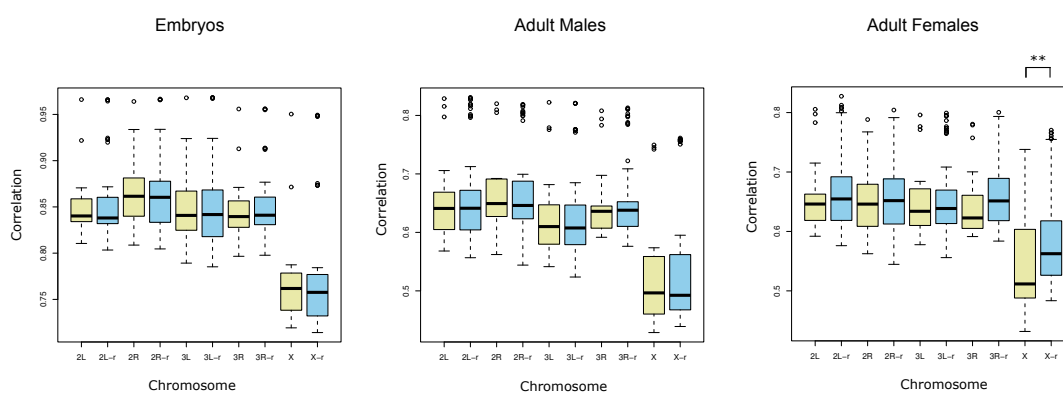 Embryos
Adult Males
Adult Females
**
Correlation
0.75 0.80 0.85 0.90 0.95
2L 2L-r 2R 2R-r 3L 3L-r 3R 3R-r X X-r
Chromosome
Correlation
0.5 0.6 0.7 0.8
2L 2L-r 2R 2R-r 3L 3L-r 3R 3R-r X X-r
Chromosome
Correlation
0.5 0.6 0.7 0.8
2L 2L-r 2R 2R-r 3L 3L-r 3R 3R-r X X-r
Chromosome